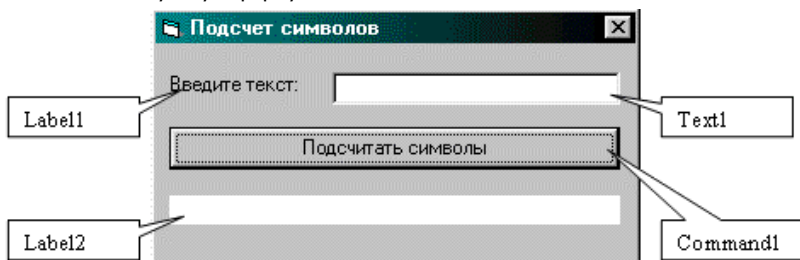 Подсчет символов
Введите текст:
Label1
Text1
Подсчитать символы
Label2
Command1